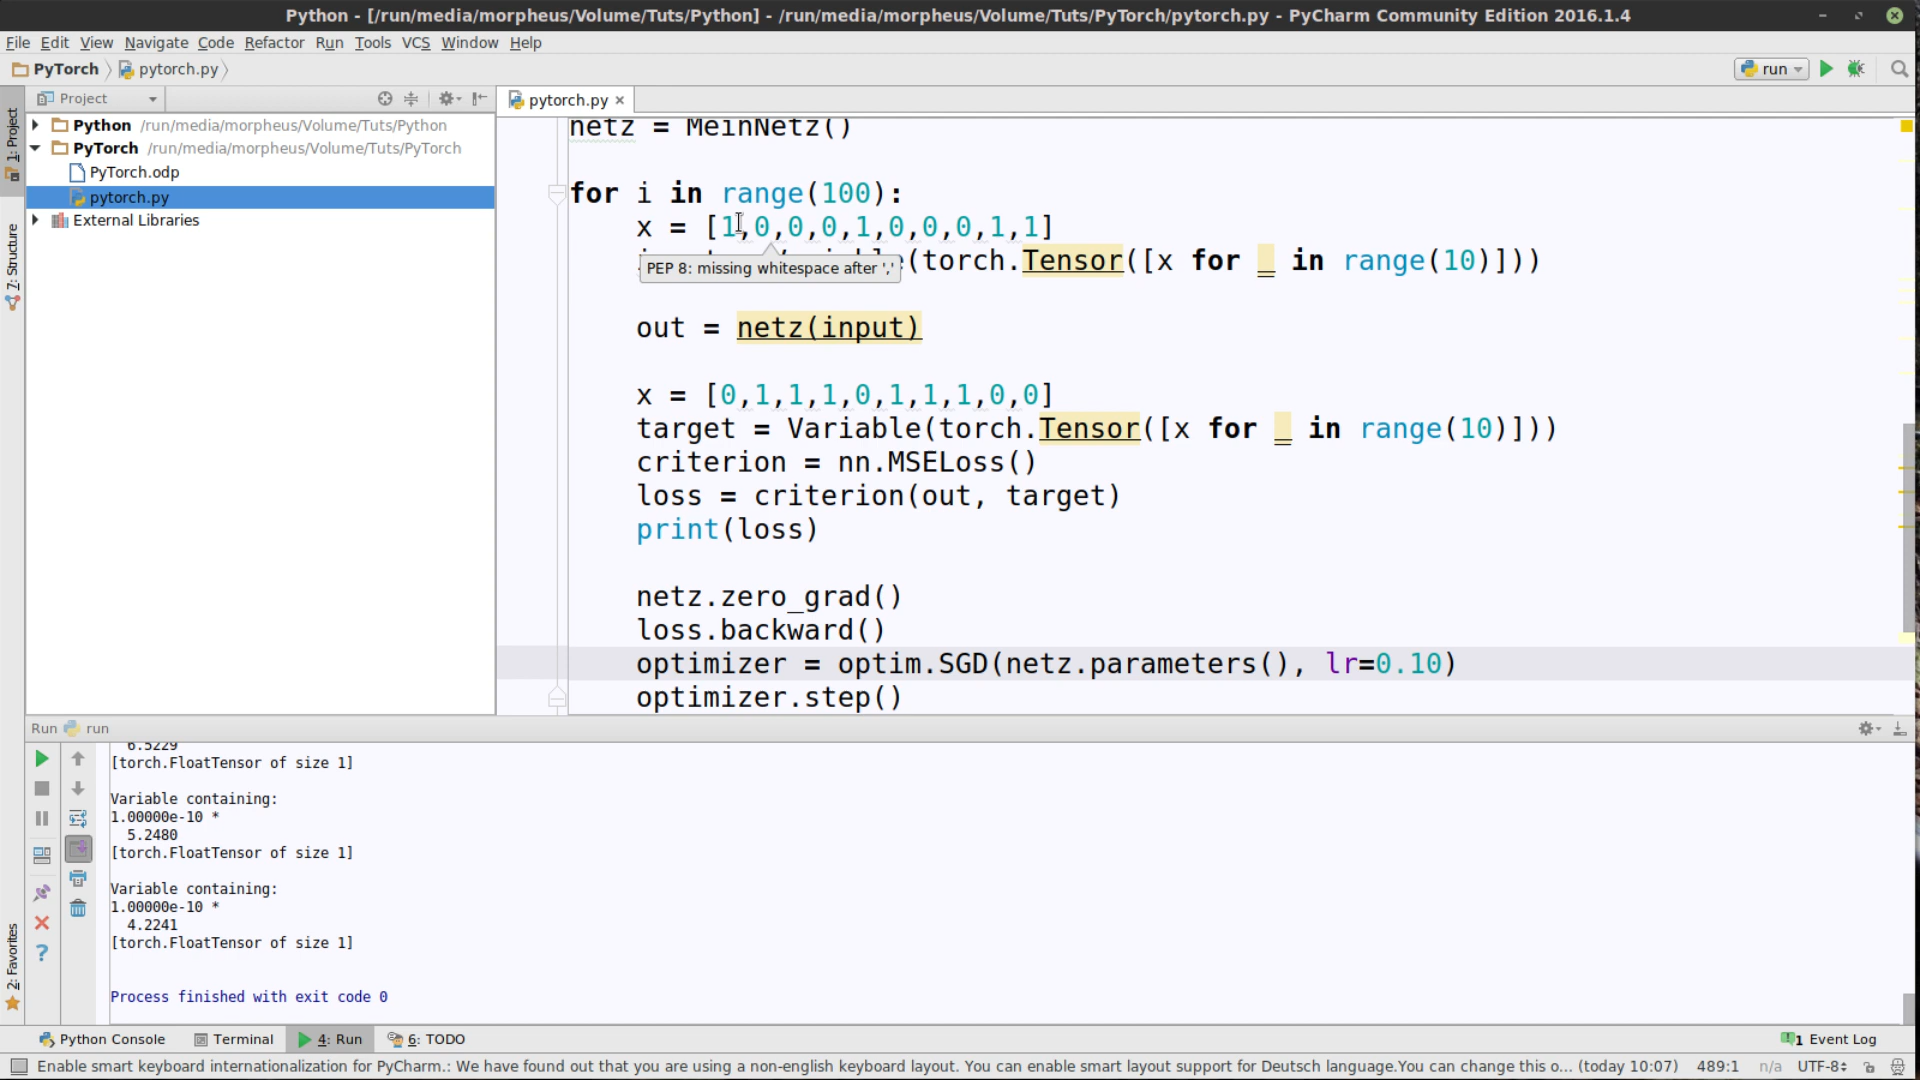 Python - [/run/media/morpheus/Volume/Tuts/Python] - /run/media/morpheus/Volume/Tuts/PyTorch/pytorch.py - PyCharm Community Edition 2016.1.4
File Edit View Navigate Code Refactor Run Tools VCS Window Help
PyTorch pytorch.py run
Project
pytorch.py
1: Project
7: Structure
2: Favorites
Python /run/media/morpheus/Volume/Tuts/Python
PyTorch /run/media/morpheus/Volume/Tuts/PyTorch
PyTorch.odp
pytorch.py
External Libraries
netz = MeinNetz()
for i in range(100):
x = [1,0,0,0,1,0,0,0,1,1]
(torch.Tensor([x for _ in range(10)]))
PEP 8: missing whitespace after ','
out = netz(input)
x = [0,1,1,1,0,1,1,1,0,0]
target = Variable(torch.Tensor([x for _ in range(10)]))
criterion = nn.MSELoss()
loss = criterion(out, target)
print(loss)
netz.zero_grad()
loss.backward()
optimizer = optim.SGD(netz.parameters(), lr=0.10)
optimizer.step()
Run run
6.5229
[torch.FloatTensor of size 1]
Variable containing:
1.00000e-10 *
5.2480
[torch.FloatTensor of size 1]
Variable containing:
1.00000e-10 *
4.2241
[torch.FloatTensor of size 1]
Process finished with exit code 0
Python Console Terminal 4: Run 6: TODO 1 Event Log
Enable smart keyboard internationalization for PyCharm.: We have found out that you are using a non-english keyboard layout. You can enable smart layout support for Deutsch language.You can change this o... (today 10:07) 489:1 n/a UTF-8